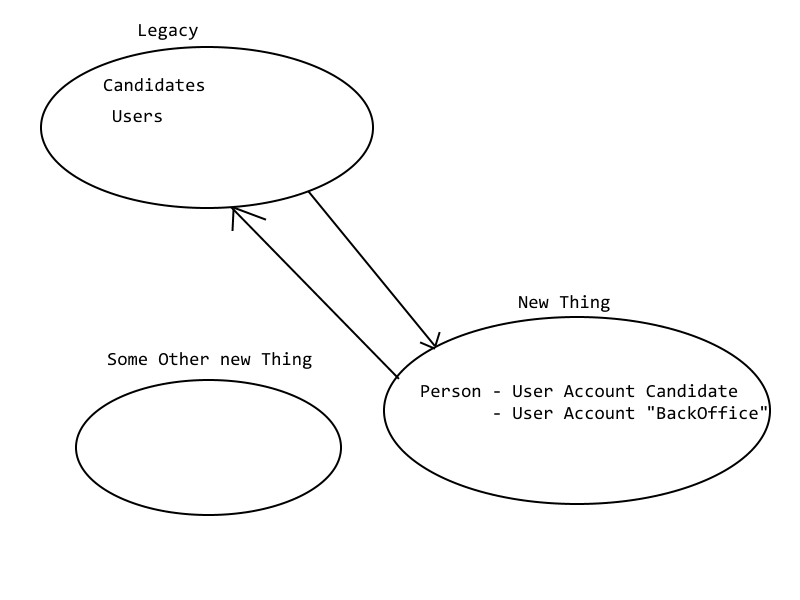 Legacy
Candidates
Users
New Thing
Some Other new Thing
Person - User Account Candidate
- User Account "BackOffice"